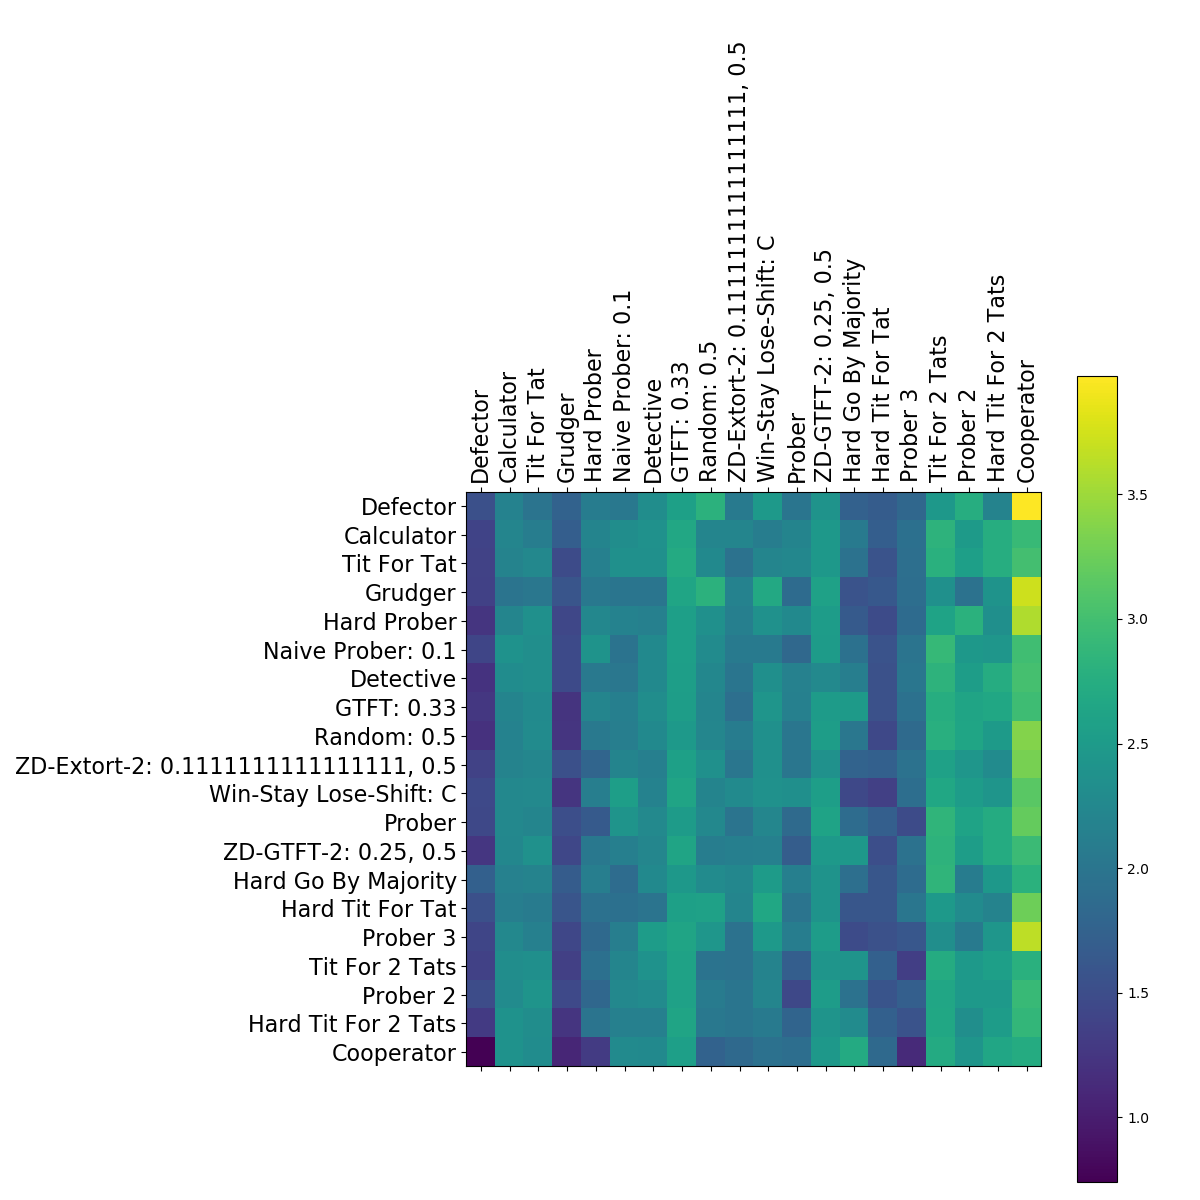 Defector
Calculator
Tit For Tat
Grudger
Hard Prober
Naive Prober: 0.1
Detective
GTFT: 0.33
Random: 0.5
ZD-Extort-2: 0.1111111111111111, 0.5
Win-Stay Lose-Shift: C
Prober
ZD-GTFT-2: 0.25, 0.5
Hard Go By Majority
Hard Tit For Tat
Prober 3
Tit For 2 Tats
Prober 2
Hard Tit For 2 Tats
Cooperator
Defector
Calculator
Tit For Tat
Grudger
Hard Prober
Naive Prober: 0.1
Detective
GTFT: 0.33
Random: 0.5
ZD-Extort-2: 0.1111111111111111, 0.5
Win-Stay Lose-Shift: C
Prober
ZD-GTFT-2: 0.25, 0.5
Hard Go By Majority
Hard Tit For Tat
Prober 3
Tit For 2 Tats
Prober 2
Hard Tit For 2 Tats
Cooperator
3.5
3.0
2.5
2.0
1.5
1.0